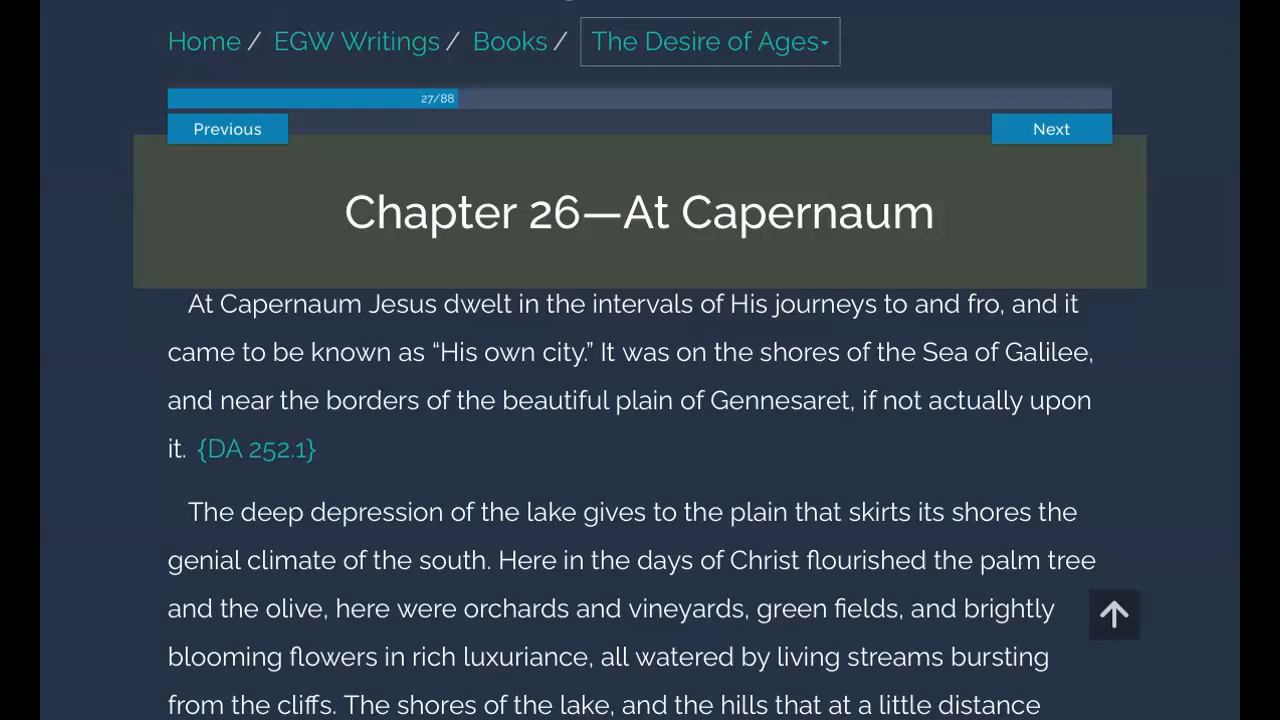 Home / EGW Writings / Books / The Desire of Ages
27/88
Previous
Next
Chapter 26—At Capernaum
At Capernaum Jesus dwelt in the intervals of His journeys to and fro, and it
came to be known as “His own city.” It was on the shores of the Sea of Galilee,
and near the borders of the beautiful plain of Gennesaret, if not actually upon
it. {DA 252.1}
The deep depression of the lake gives to the plain that skirts its shores the
genial climate of the south. Here in the days of Christ flourished the palm tree
and the olive, here were orchards and vineyards, green fields, and brightly
blooming flowers in rich luxuriance, all watered by living streams bursting
from the cliffs. The shores of the lake, and the hills that at a little distance